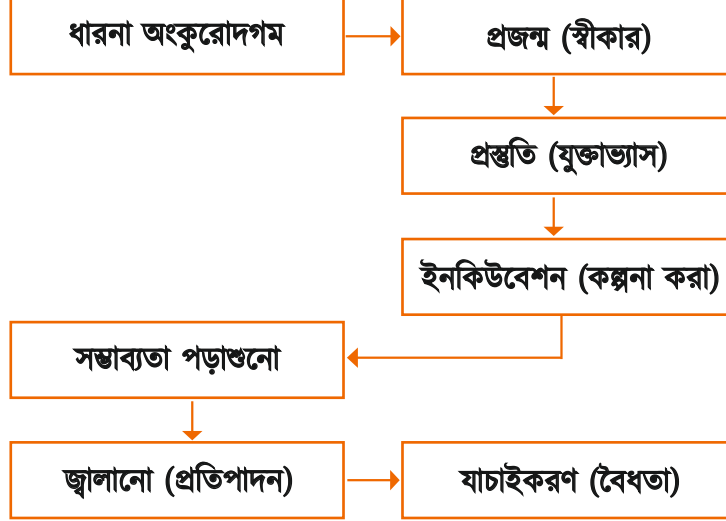 ধারনা অংকুরোদগম
প্রজন্ম (স্বীকার)
প্রস্তুতি (যুক্তাভ্যাস)
ইনকিউবেশন (কল্পনা করা)
সম্ভাব্যতা পড়াশুনো
জ্বালানো (প্রতিপাদন)
যাচাইকরণ (বৈধতা)